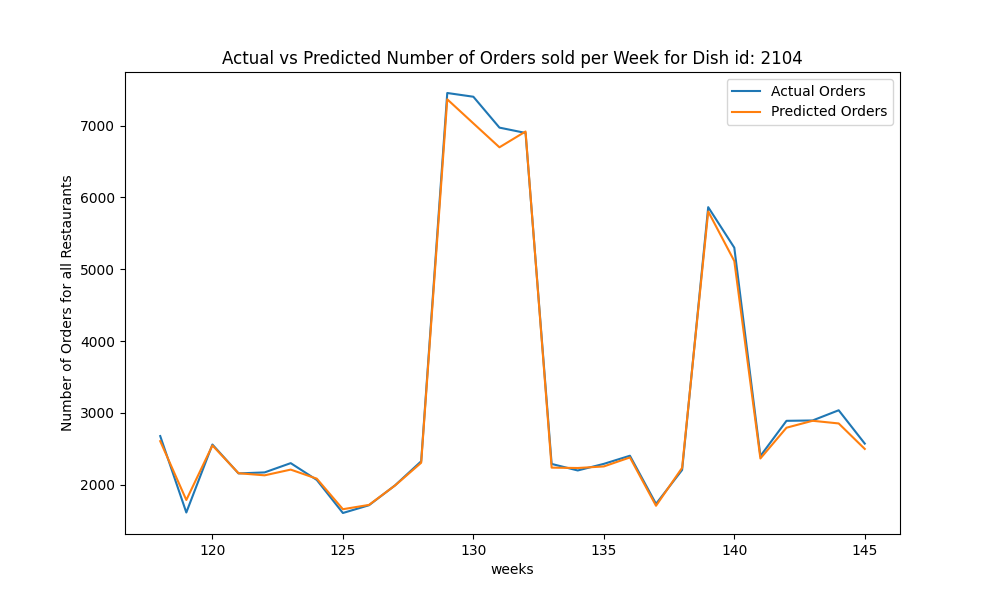 Actual vs Predicted Number of Orders sold per Week for Dish id: 2104
Actual Orders
Predicted Orders
Number of Orders for all Restaurants
7000
6000
5000
4000
3000
2000
120
125
130
135
140
145
weeks